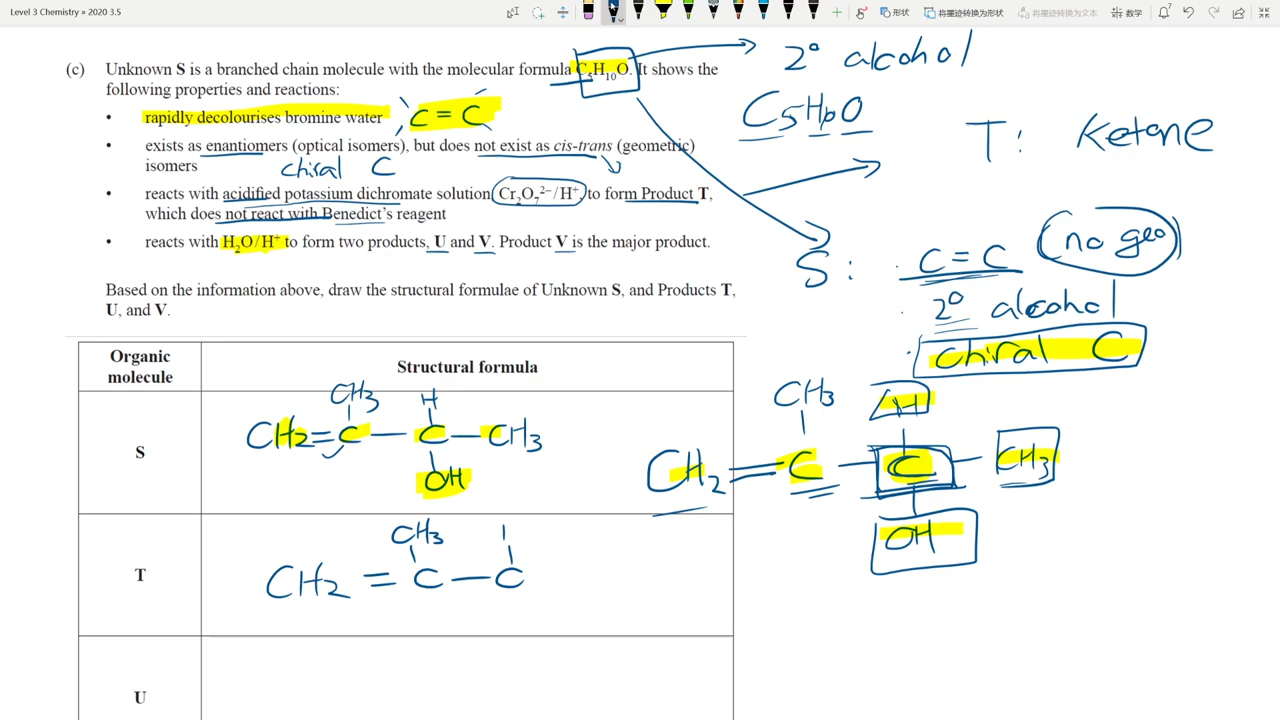 Level 3 Chemistry » 2020 3.5
形状
将墨迹转换为形状
将墨迹转换为文本
数学
(c) Unknown S is a branched chain molecule with the molecular formula C₅H₁₀O. It shows the
following properties and reactions:
• rapidly decolourises bromine water
C = C
• exists as enantiomers (optical isomers), but does not exist as cis-trans (geometric)
isomers
chiral C
• reacts with acidified potassium dichromate solution Cr₂O₇²⁻/H⁺ to form Product T,
which does not react with Benedict's reagent
• reacts with H₂O/H⁺ to form two products, U and V. Product V is the major product.
Based on the information above, draw the structural formulae of Unknown S, and Products T,
U, and V.
2° alcohol
T: Ketone
S: C = C (no geo)
2° alcohol
chiral C
Organic
molecule
Structural formula
S
CH3 H
CH2=C—C—CH3
OH
CH3
CH2=C—C—CH3
OH
T
CH3
CH2 = C—C
U